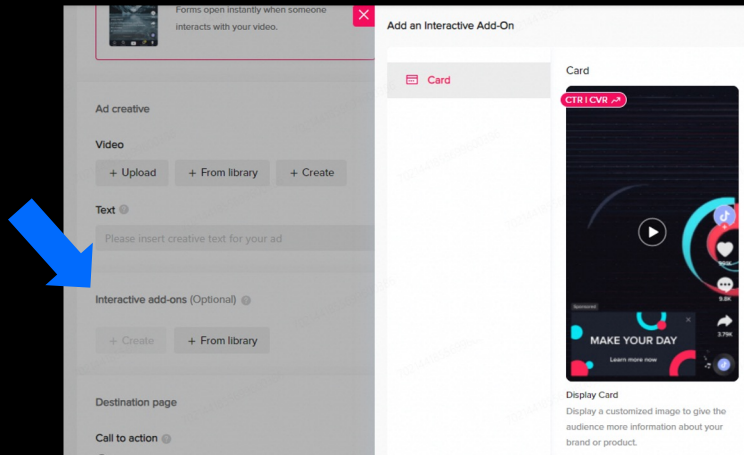 Forms open instantly when someone
interacts with your video.
Ad creative
Video
+ Upload
+ From library
+ Create
Text
Please insert creative text for your ad
Interactive add-ons (Optional)
+ Create
+ From library
Destination page
Call to action
Add an Interactive Add-On
Card
Card
CTR I CVR
9.8K
Sponsored
3.79K
MAKE YOUR DAY
Learn more now
Display Card
Display a customized image to give the
audience more information about your
brand or product.